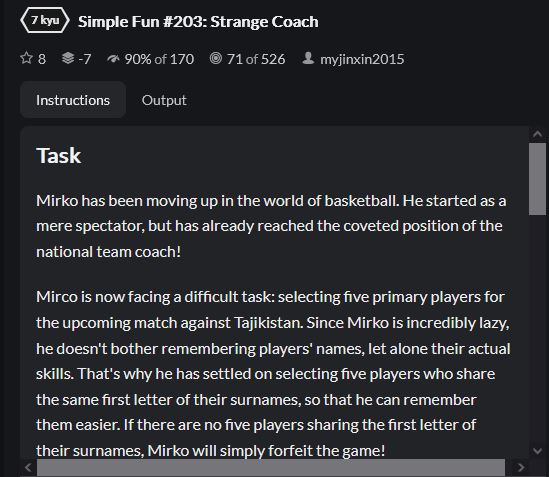 7 kyu Simple Fun #203: Strange Coach
8 -7 90% of 170 71 of 526 myjinxin2015
Instructions Output
Task
Mirko has been moving up in the world of basketball. He started as a
mere spectator, but has already reached the coveted position of the
national team coach!
Mirco is now facing a difficult task: selecting five primary players for
the upcoming match against Tajikistan. Since Mirko is incredibly lazy,
he doesn't bother remembering players' names, let alone their actual
skills. That's why he has settled on selecting five players who share
the same first letter of their surnames, so that he can remember
them easier. If there are no five players sharing the first letter of
their surnames, Mirko will simply forfeit the game!